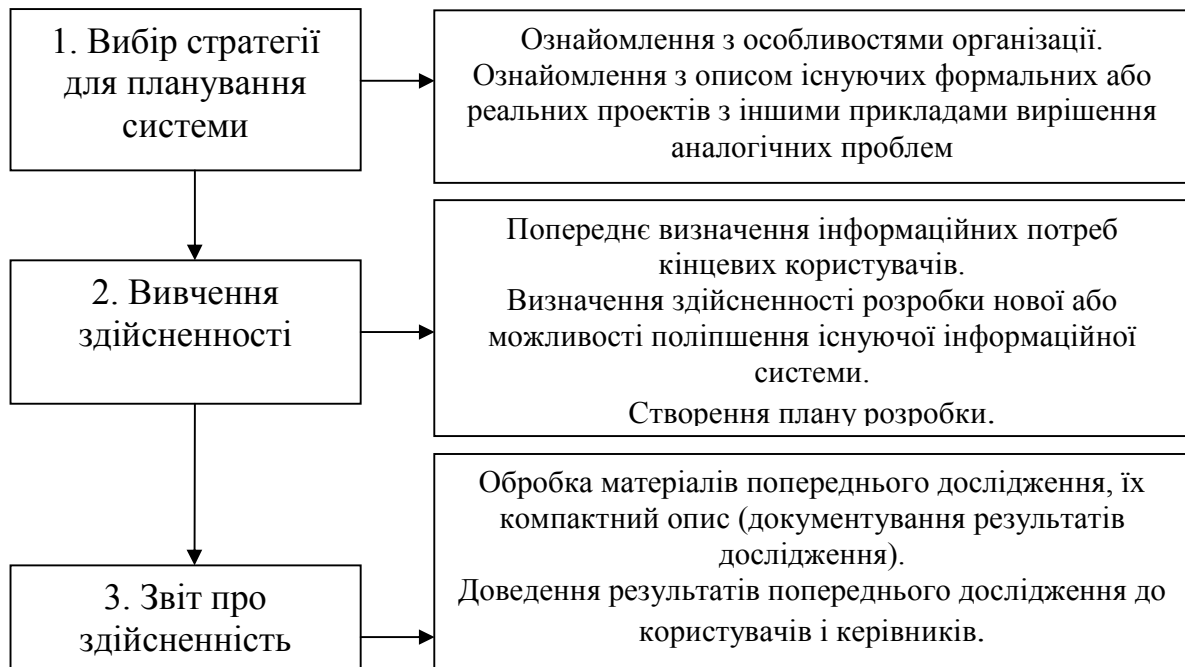 1. Вибір стратегії
для планування
системи
Ознайомлення з особливостями організації.
Ознайомлення з описом існуючих формальних або
реальних проектів з іншими прикладами вирішення
аналогічних проблем
2. Вивчення
здійсненності
Попереднє визначення інформаційних потреб
кінцевих користувачів.
Визначення здійсненності розробки нової або
можливості поліпшення існуючої інформаційної
системи.
Створення плану розробки.
3. Звіт про
здійсненність
Обробка матеріалів попереднього дослідження, їх
компактний опис (документування результатів
дослідження).
Доведення результатів попереднього дослідження до
користувачів і керівників.